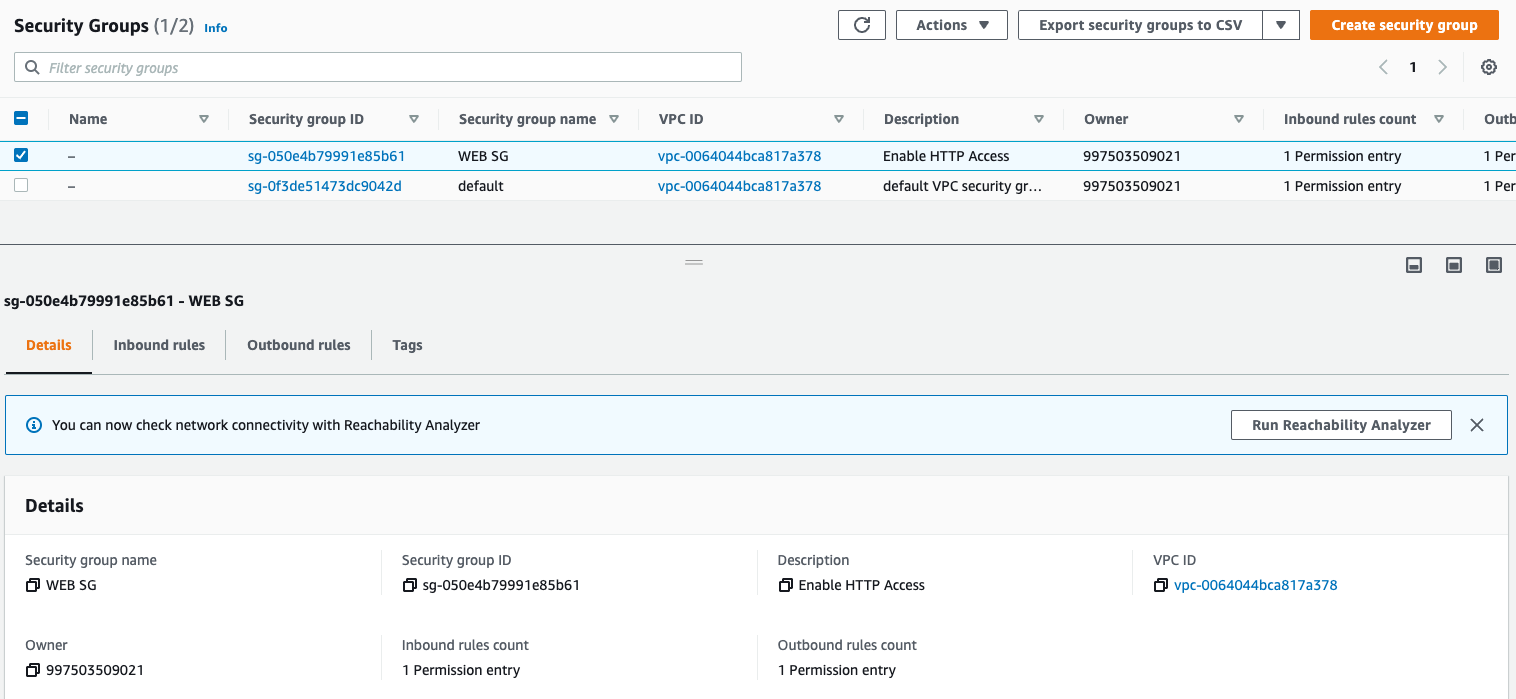 Security Groups (1/2) Info
Actions
Export security groups to CSV
Create security group
Filter security groups
1
Name Security group ID Security group name VPC ID Description Owner Inbound rules count Outb
– sg-050e4b79991e85b61 WEB SG vpc-0064044bca817a378 Enable HTTP Access 997503509021 1 Permission entry 1 Per
– sg-0f3de51473dc9042d default vpc-0064044bca817a378 default VPC security gr... 997503509021 1 Permission entry 1 Per
sg-050e4b79991e85b61 - WEB SG
Details Inbound rules Outbound rules Tags
You can now check network connectivity with Reachability Analyzer Run Reachability Analyzer
Details
Security group name Security group ID Description VPC ID
WEB SG sg-050e4b79991e85b61 Enable HTTP Access vpc-0064044bca817a378
Owner Inbound rules count Outbound rules count
997503509021 1 Permission entry 1 Permission entry